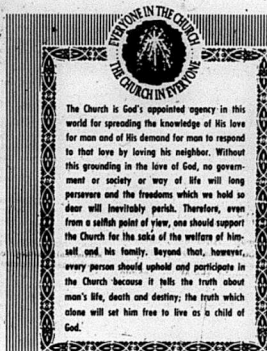 EVERYONE IN THE CHURCH
THE CHURCH IN EVERYONE
The Church is God's appointed agency in this
world for spreading the knowledge of His love
for man and of His demand for man to respond
to that love by loving his neighbor. Without
this grounding in the love of God, no govern-
ment or society or way of life will long
persevere and the freedoms which we hold so
dear will inevitably perish. Therefore, even
from a selfish point of view, one should support
the Church for the sake of the welfare of him-
self and his family. Beyond that, however,
every person should uphold and participate in
the Church because it tells the truth about
man's life, death and destiny; the truth which
alone will set him free to live as a child of
God.